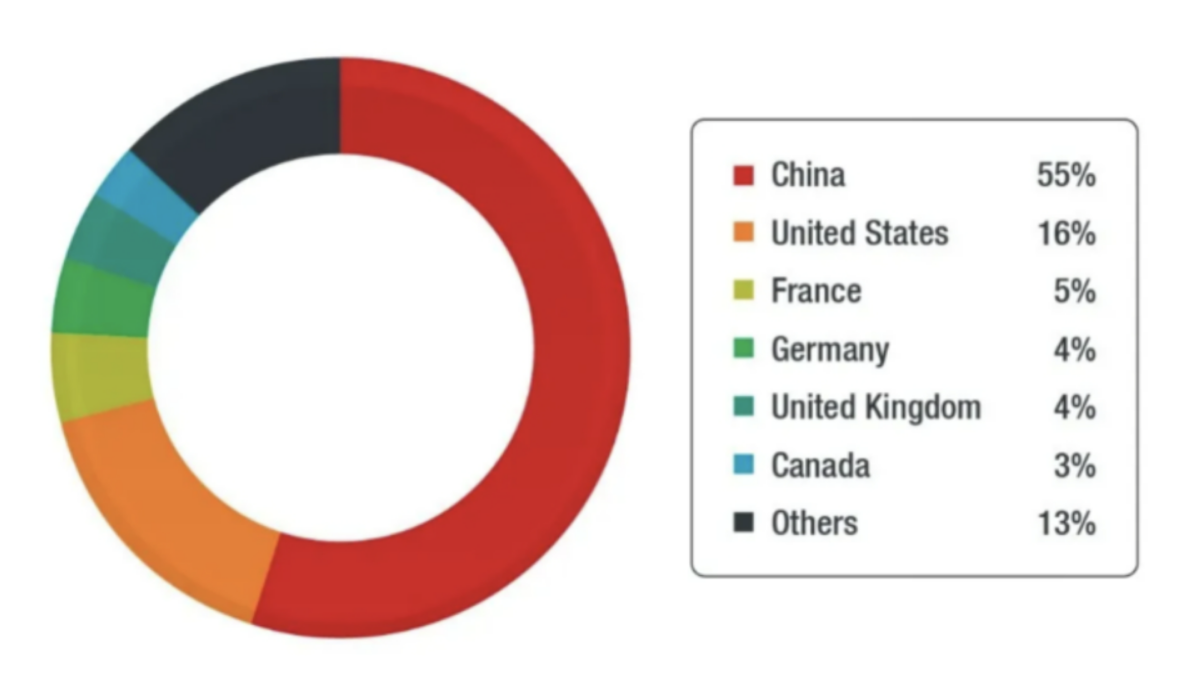 China 55%
United States 16%
France 5%
Germany 4%
United Kingdom 4%
Canada 3%
Others 13%